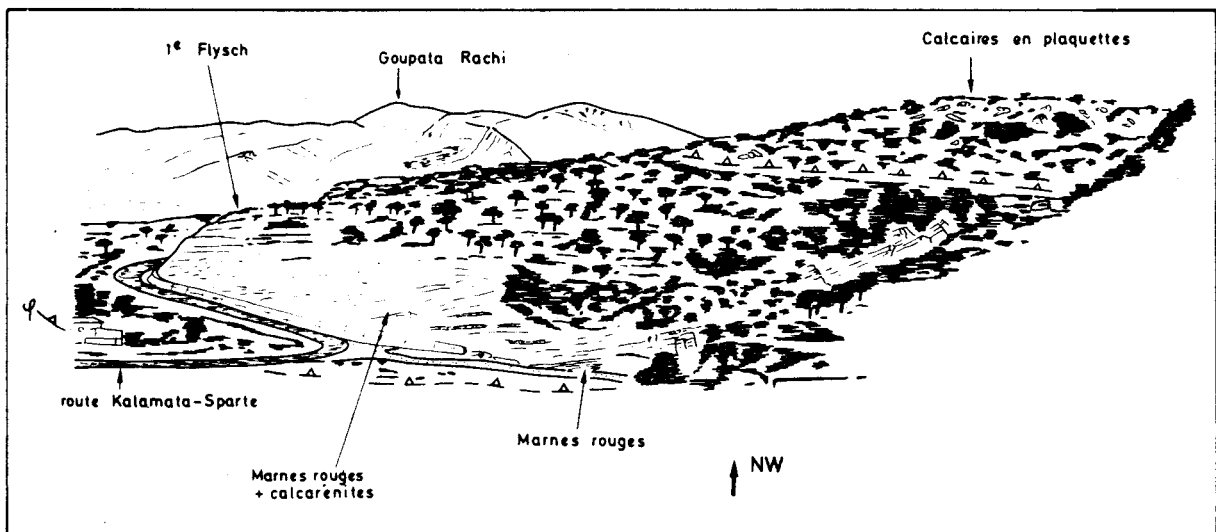 1e Flysch
Goupata Rachi
Calcaires en plaquettes
φ
route Kalamata-Sparte
Marnes rouges
Marnes rouges
+ calcarénites
NW